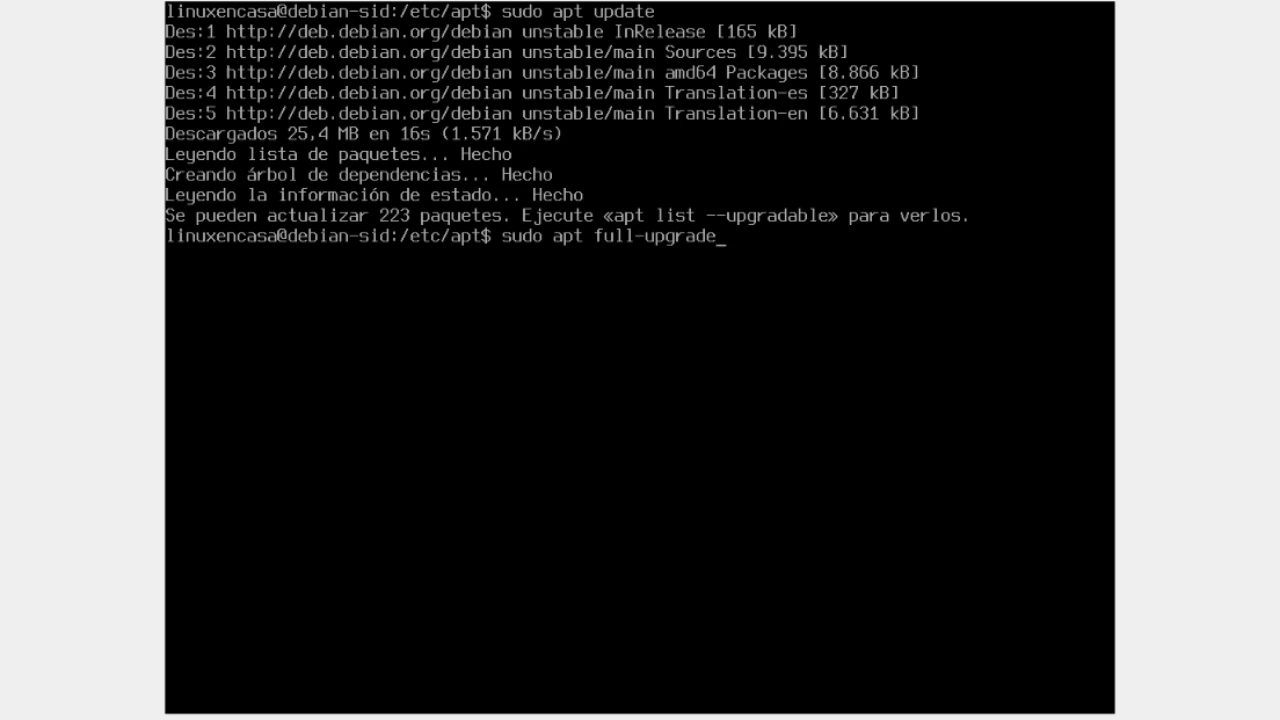 linuxencasa@debian-sid:/etc/apt$ sudo apt update
Des:1 http://deb.debian.org/debian unstable InRelease [165 kB]
Des:2 http://deb.debian.org/debian unstable/main Sources [9.395 kB]
Des:3 http://deb.debian.org/debian unstable/main amd64 Packages [8.866 kB]
Des:4 http://deb.debian.org/debian unstable/main Translation-es [327 kB]
Des:5 http://deb.debian.org/debian unstable/main Translation-en [6.631 kB]
Descargados 25,4 MB en 16s (1.571 kB/s)
Leyendo lista de paquetes... Hecho
Creando árbol de dependencias... Hecho
Leyendo la información de estado... Hecho
Se pueden actualizar 223 paquetes. Ejecute «apt list --upgradable» para verlos.
linuxencasa@debian-sid:/etc/apt$ sudo apt full-upgrade_